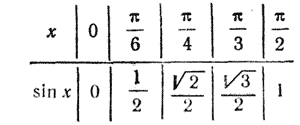 x | 0 | π/6 | π/4 | π/3 | π/2
sin x | 0 | 1/2 | √2/2 | √3/2 | 1